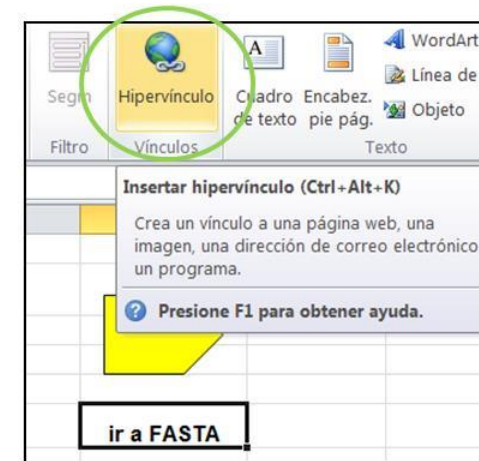 WordArt
Línea de
Objeto
Segm
Hipervínculo
Cuadro de texto
Encabez. pie pág.
Filtro
Vínculos
Texto
Insertar hipervínculo (Ctrl+Alt+K)
Crea un vínculo a una página web, una
imagen, una dirección de correo electrónico
un programa.
Presione F1 para obtener ayuda.
ir a FASTA